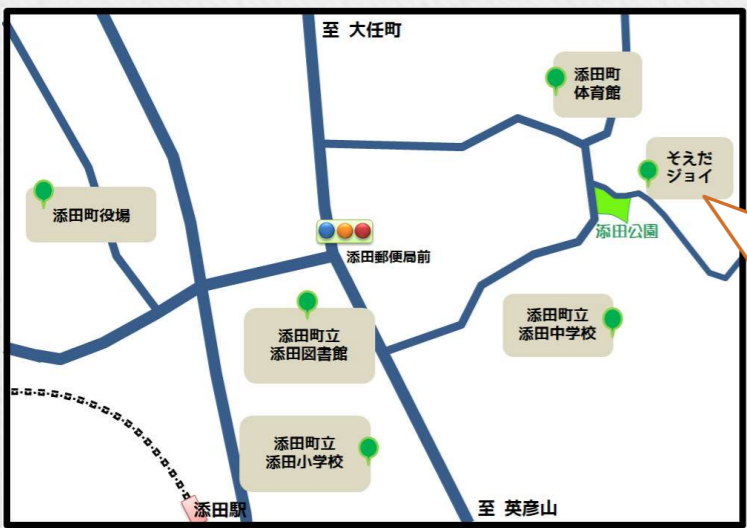 至 大任町
添田町
体育館
そえだ
ジョイ
添田町役場
添田公園
添田郵便局前
添田町立
添田中学校
添田町立
添田図書館
添田町立
添田小学校
添田駅
至 英彦山